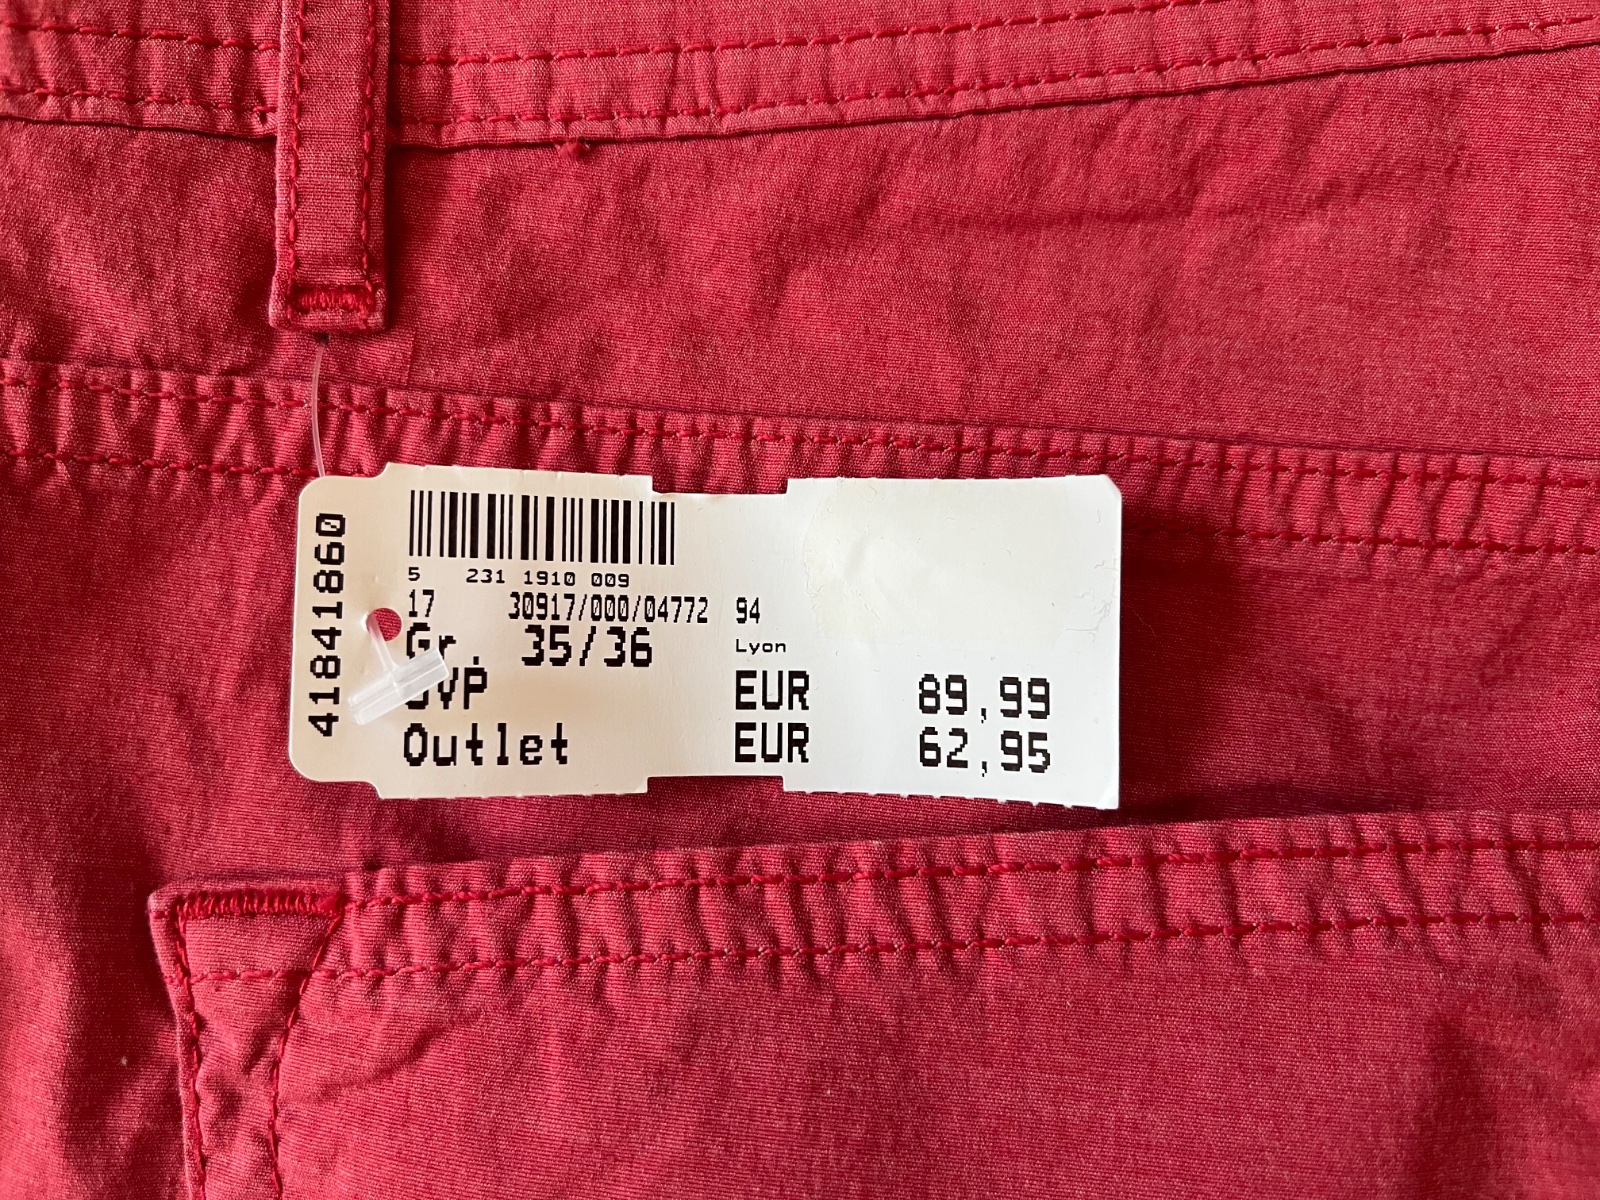 41841860
5 231 1910 009
17 30917/000/04772 94
Gr. 35/36 Lyon
EUR 89,99
Outlet EUR 62,95